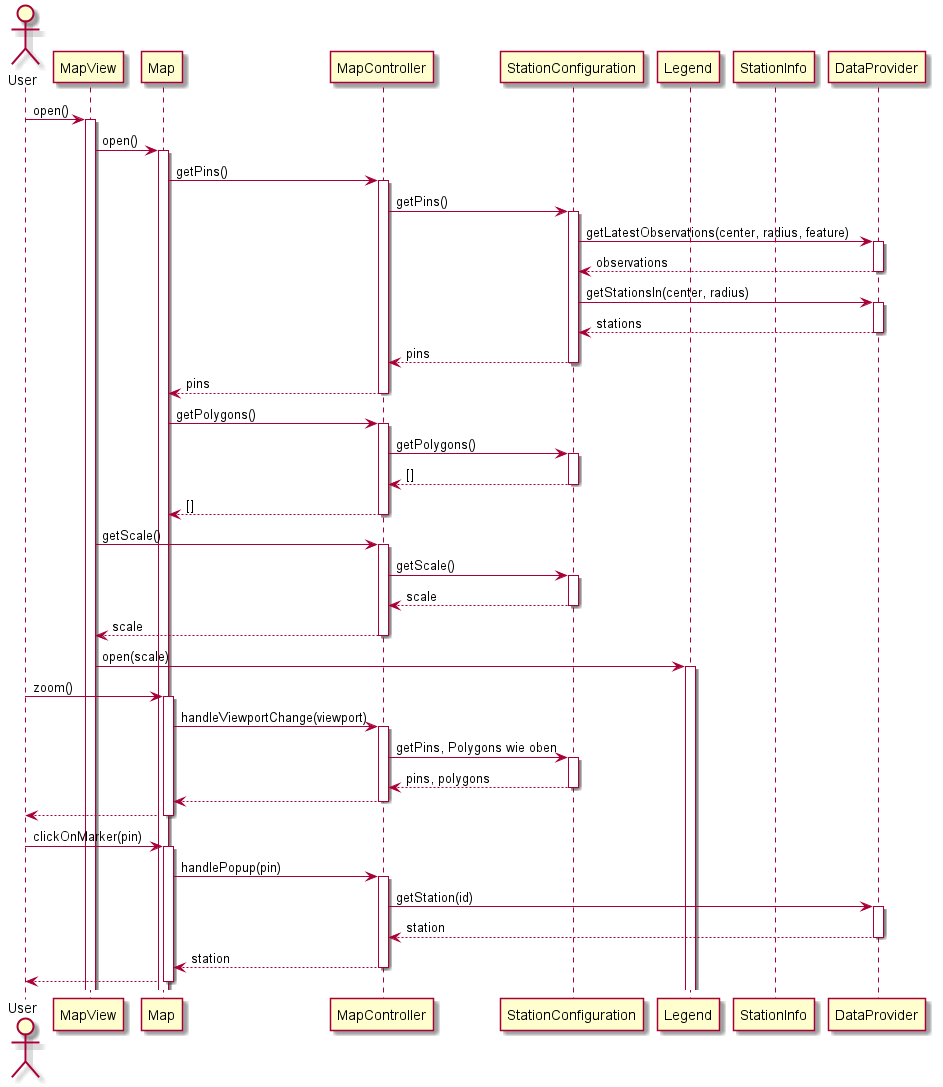 User
MapView
Map
MapController
StationConfiguration
Legend
StationInfo
DataProvider
open()
open()
getPins()
getPins()
getLatestObservations(center, radius, feature)
observations
getStationsIn(center, radius)
stations
pins
pins
getPolygons()
getPolygons()
[]
[]
getScale()
getScale()
scale
scale
open(scale)
zoom()
handleViewportChange(viewport)
getPins, Polygons wie oben
pins, polygons
clickOnMarker(pin)
handlePopup(pin)
getStation(id)
station
station
User
MapView
Map
MapController
StationConfiguration
Legend
StationInfo
DataProvider